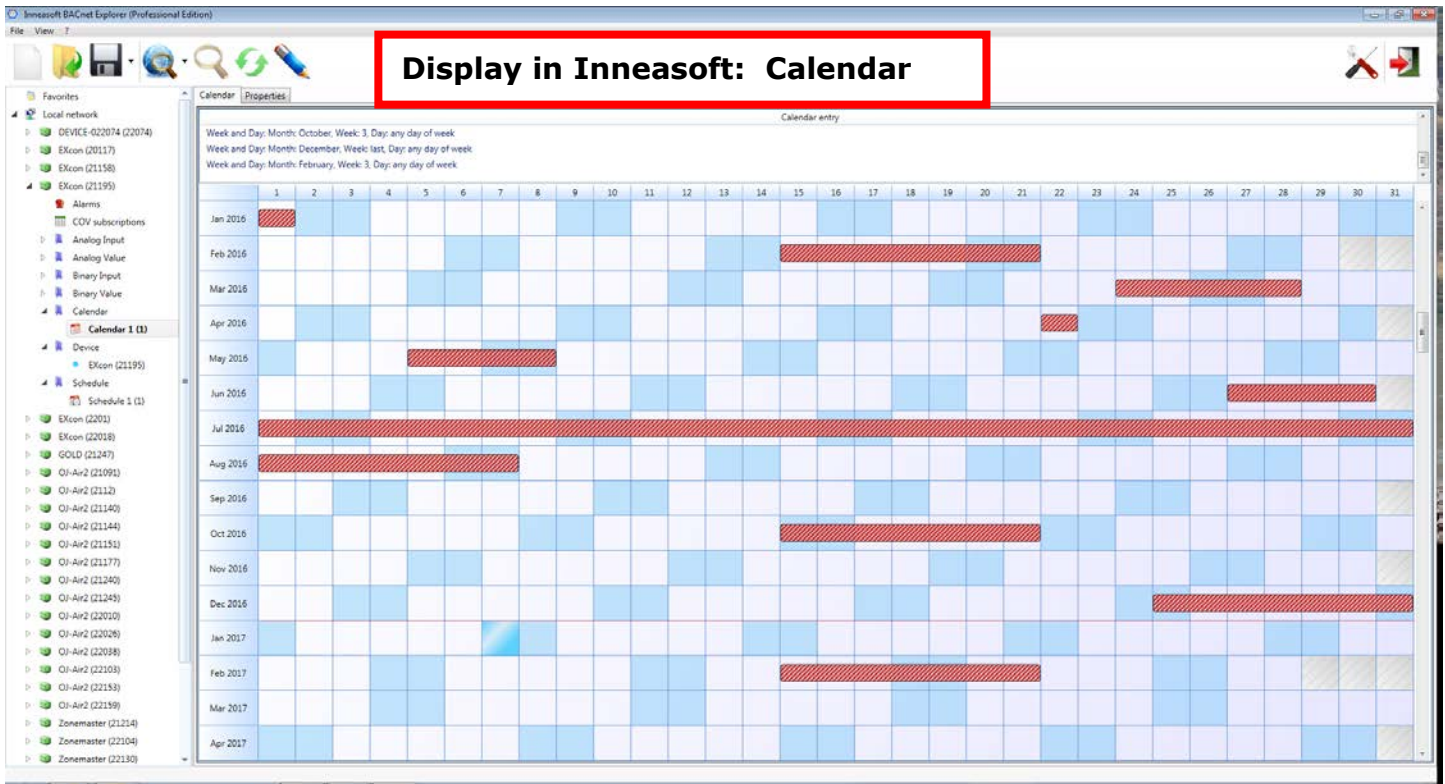 Inneasoft BACnet Explorer (Professional Edition)
File View ?
Display in Inneasoft: Calendar
Favorites
Local network
DEVICE-022074 (22074)
EXcon (20117)
EXcon (21158)
EXcon (21195)
Alarms
COV subscriptions
Analog Input
Analog Value
Binary Input
Binary Value
Calendar
Calendar 1 (1)
Device
EXcon (21195)
Schedule
Schedule 1 (1)
EXcon (2201)
EXcon (22018)
GOLD (21247)
OJ-Air2 (21091)
OJ-Air2 (2112)
OJ-Air2 (21140)
OJ-Air2 (21144)
OJ-Air2 (21151)
OJ-Air2 (21177)
OJ-Air2 (21240)
OJ-Air2 (21245)
OJ-Air2 (22010)
OJ-Air2 (22026)
OJ-Air2 (22038)
OJ-Air2 (22103)
OJ-Air2 (22153)
OJ-Air2 (22159)
Zonemaster (21214)
Zonemaster (22104)
Zonemaster (22130)
Calendar Properties
Calendar entry
Week and Day: Month: October, Week: 3, Day: any day of week
Week and Day: Month: December, Week: last, Day: any day of week
Week and Day: Month: February, Week: 3, Day: any day of week
1 2 3 4 5 6 7 8 9 10 11 12 13 14 15 16 17 18 19 20 21 22 23 24 25 26 27 28 29 30 31
Jan 2016
Feb 2016
Mar 2016
Apr 2016
May 2016
Jun 2016
Jul 2016
Aug 2016
Sep 2016
Oct 2016
Nov 2016
Dec 2016
Jan 2017
Feb 2017
Mar 2017
Apr 2017